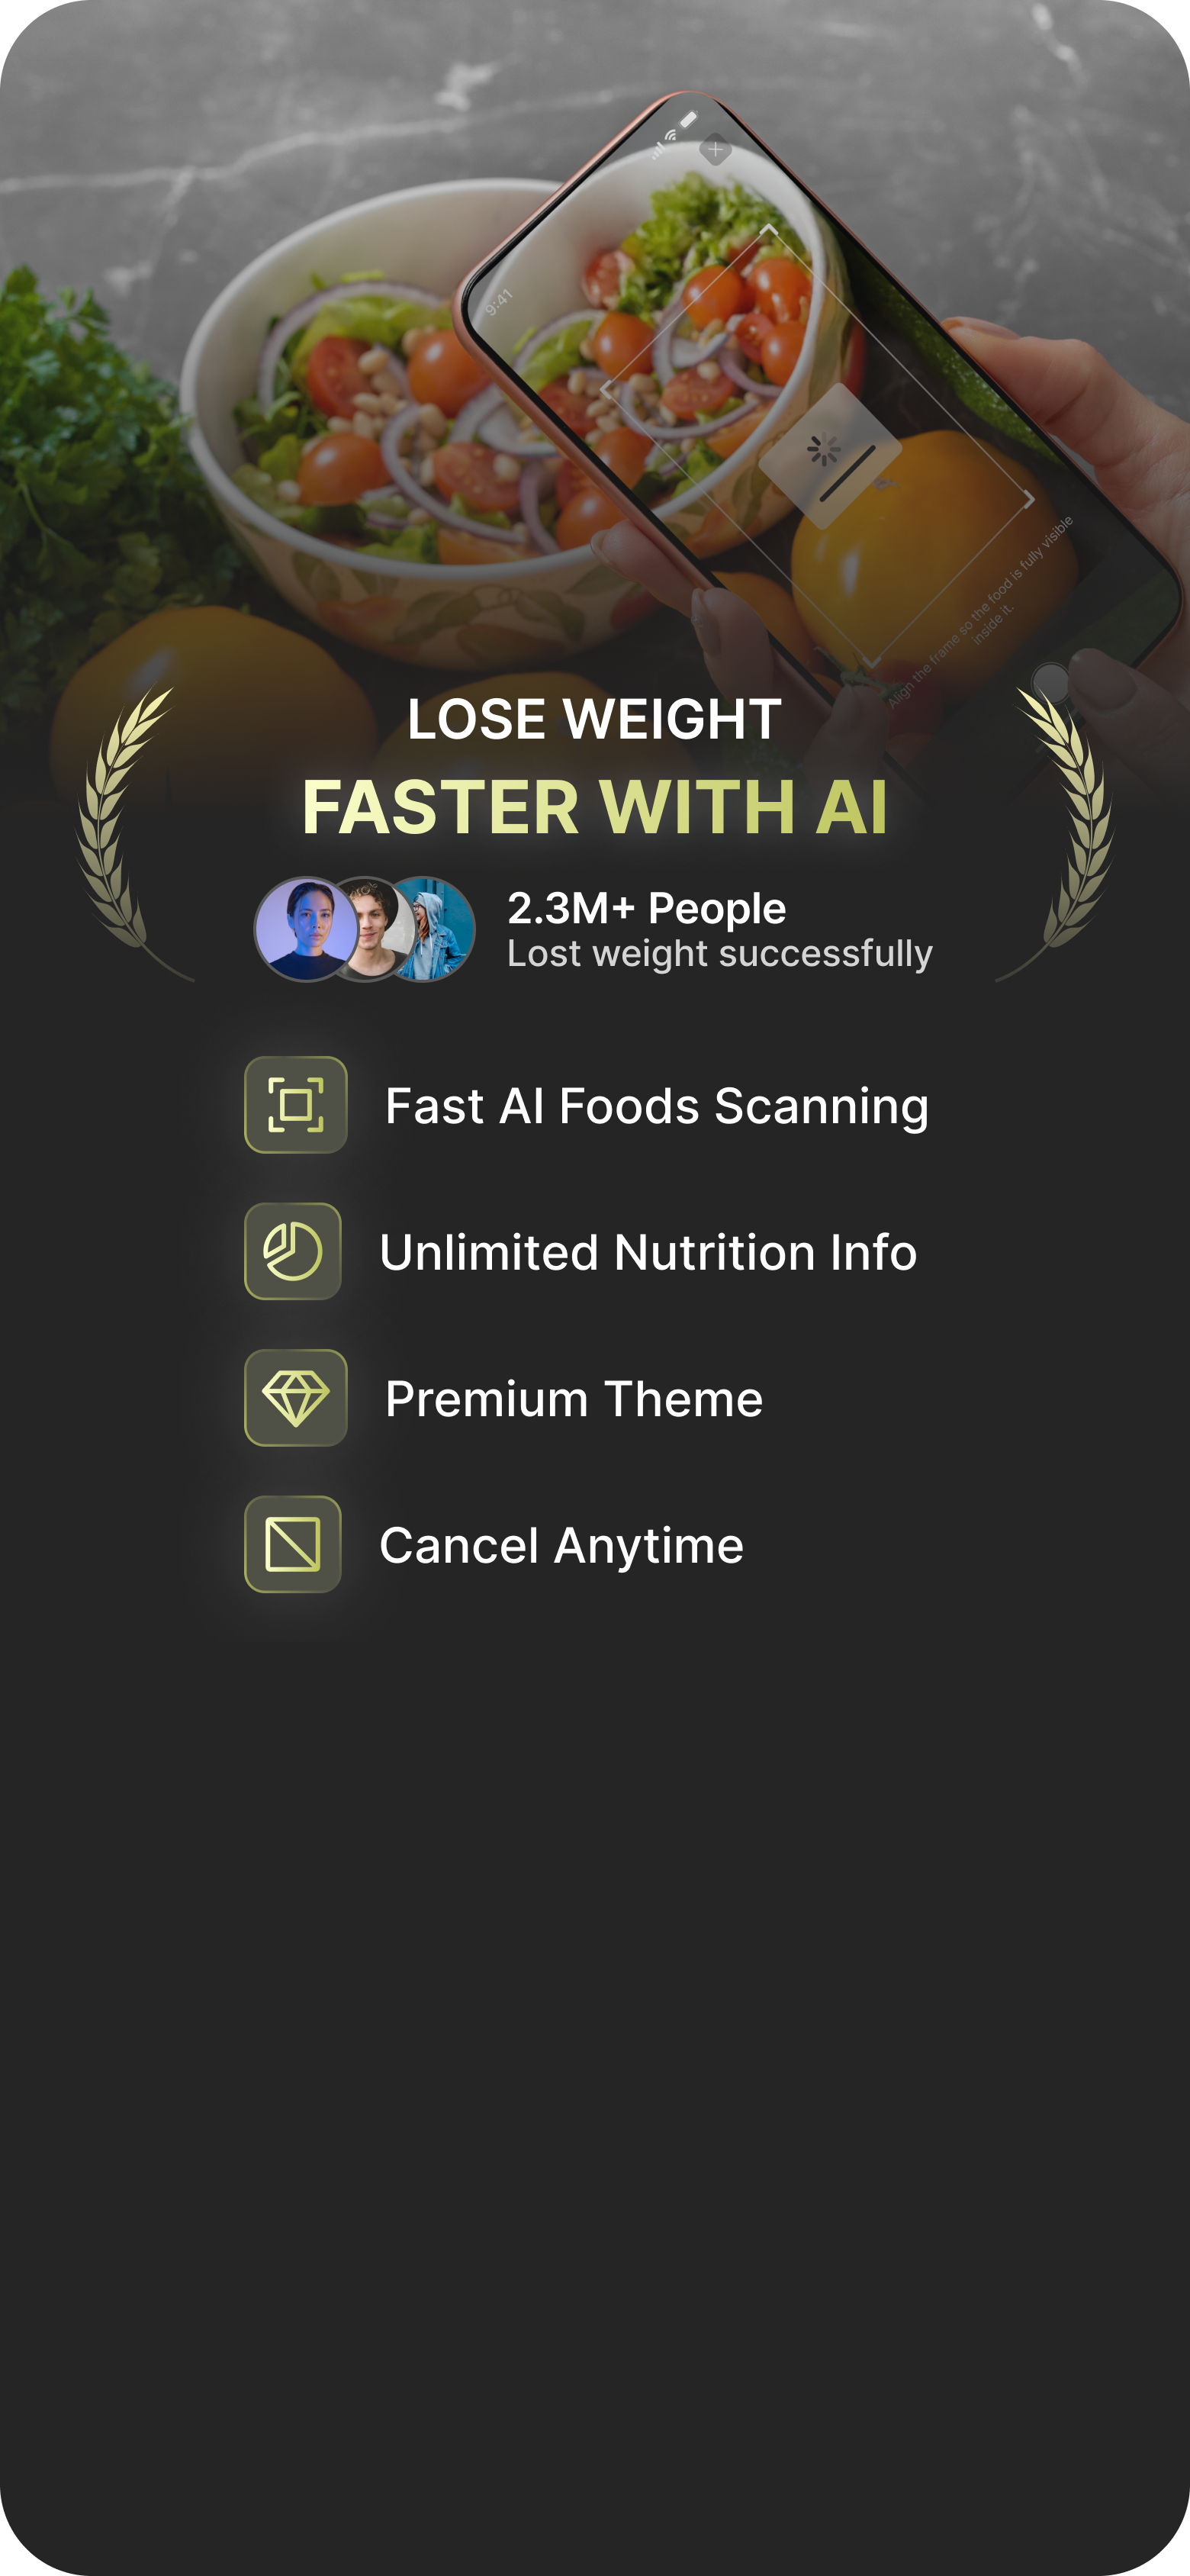 9:41
Align the frame so the food is fully visible
inside it.
LOSE WEIGHT
FASTER WITH AI
2.3M+ People
Lost weight successfully
Fast AI Foods Scanning
Unlimited Nutrition Info
Premium Theme
Cancel Anytime